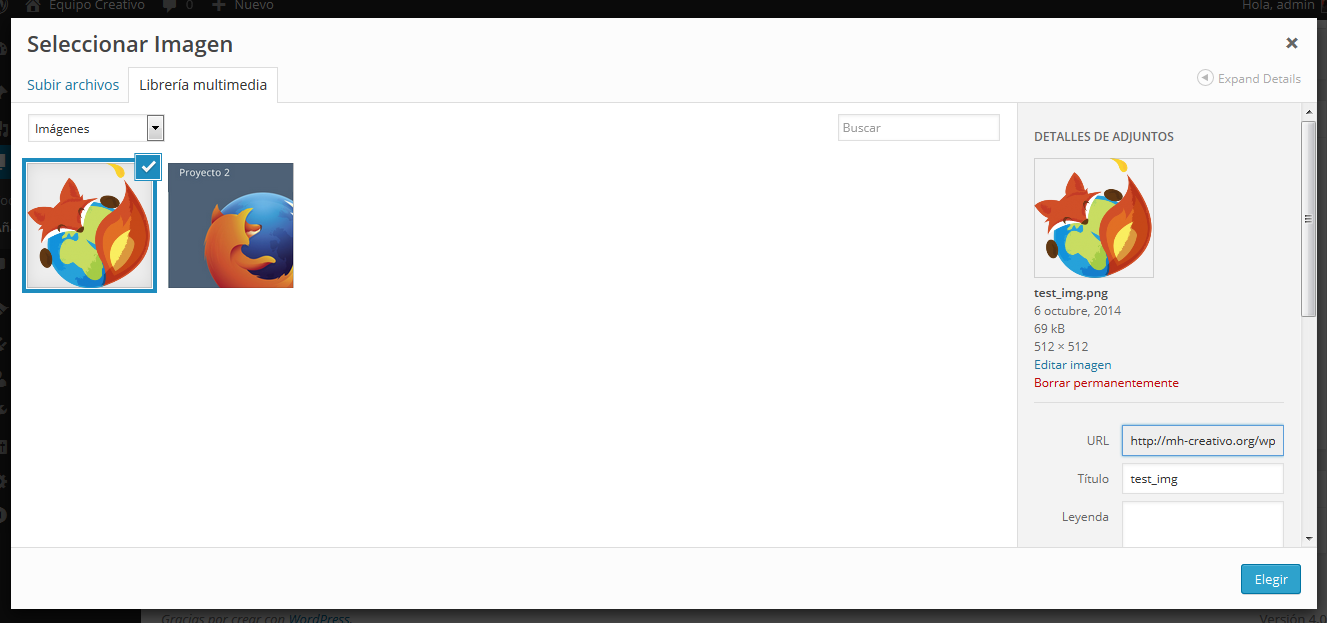 Equipo Creativo 0 Nuevo Hola, admin
Seleccionar Imagen
Subir archivos Librería multimedia
Expand Details
Imágenes
Buscar
Proyecto 2
DETALLES DE ADJUNTOS
test_img.png
6 octubre, 2014
69 kB
512 × 512
Editar imagen
Borrar permanentemente
URL http://mh-creativo.org/wp
Título test_img
Leyenda
Elegir
Gracias por crear con WordPress. Versión 4.0